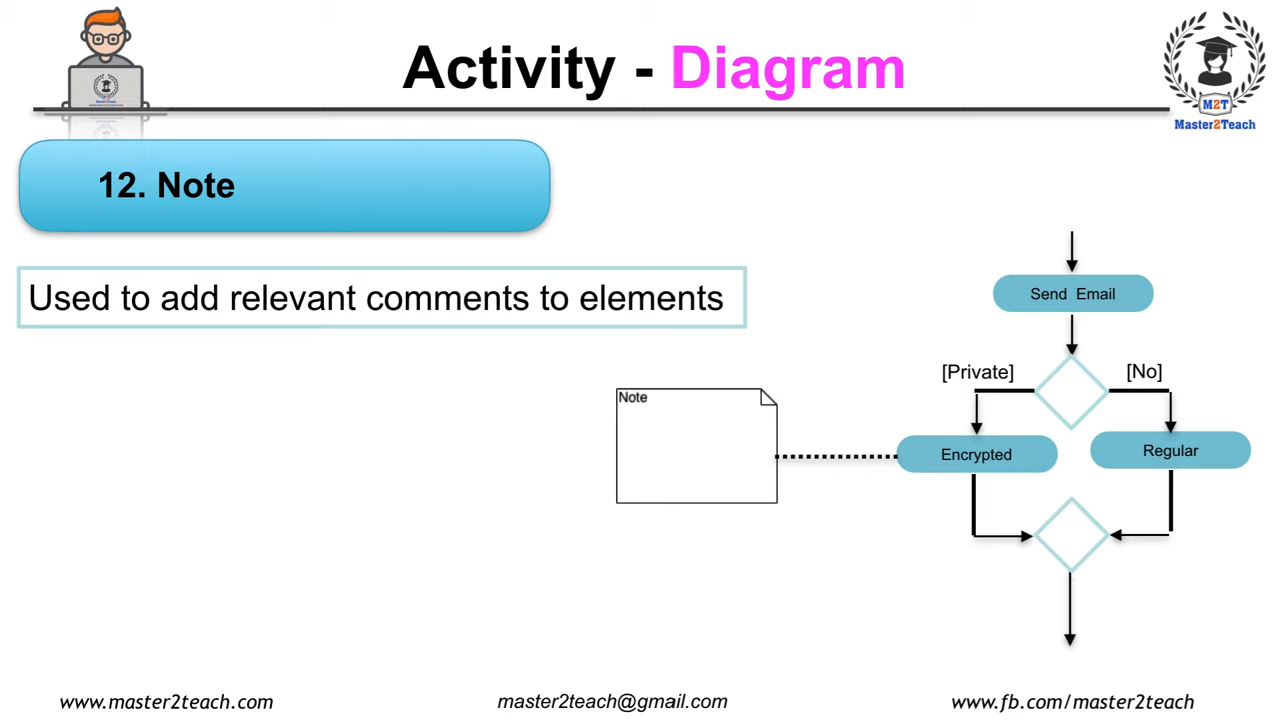 Activity - Diagram
M2T
Master2Teach
12. Note
Used to add relevant comments to elements
Send Email
[Private]
[No]
Note
Encrypted
Regular
www.master2teach.com
master2teach@gmail.com
www.fb.com/master2teach